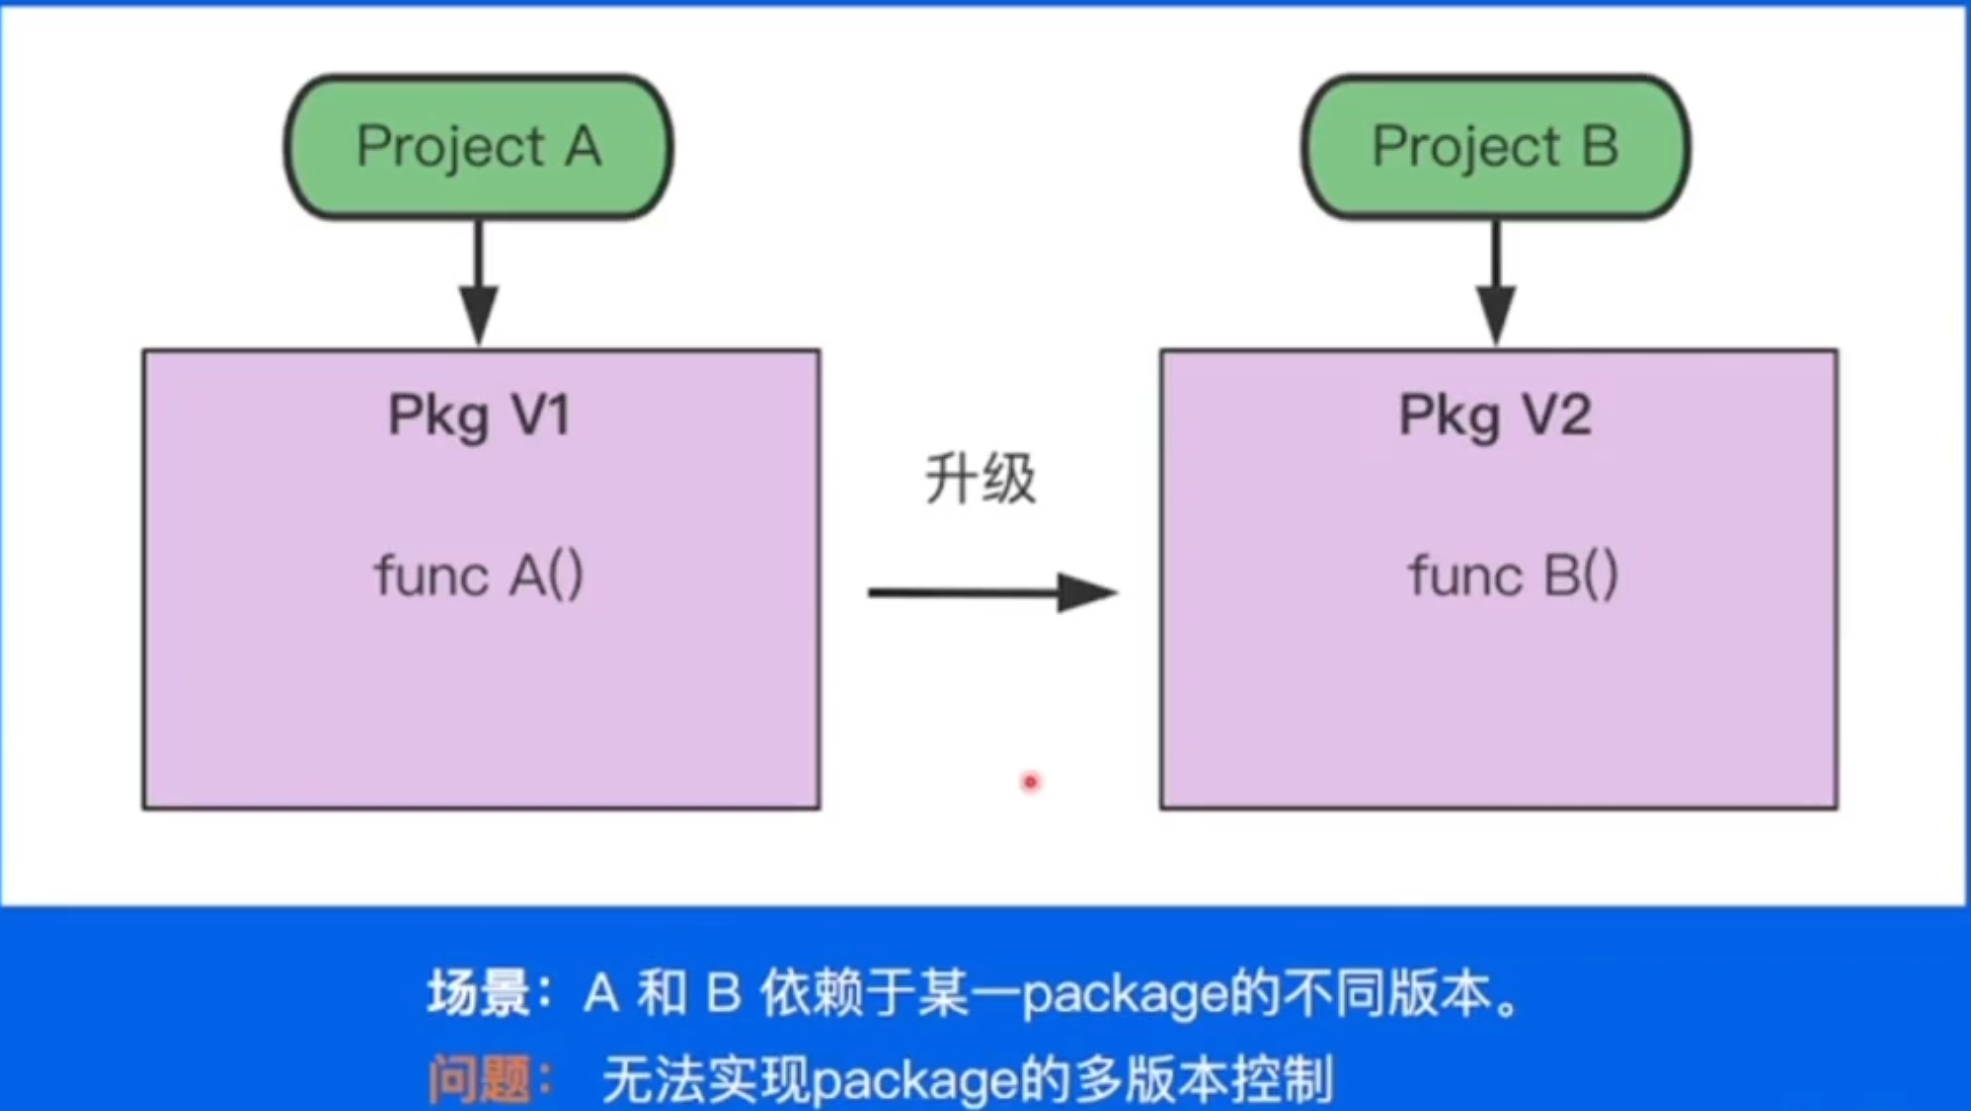 Project A
Project B
Pkg V1
Pkg V2
升级
func A()
func B()
场景：A 和 B 依赖于某一package的不同版本。
问题： 无法实现package的多版本控制